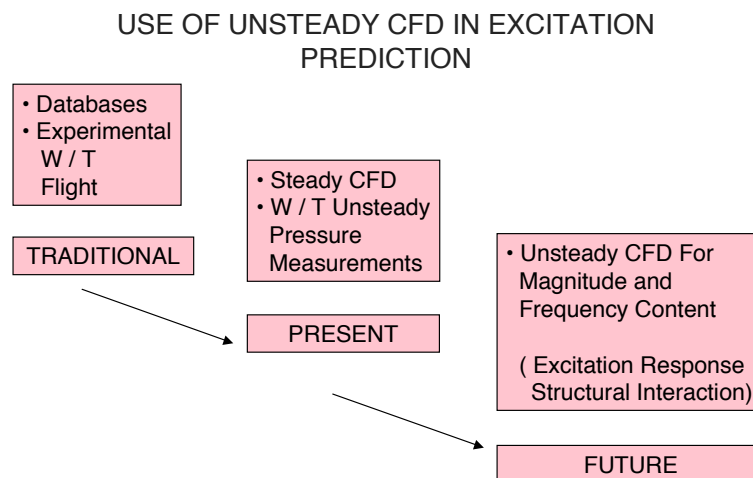 USE OF UNSTEADY CFD IN EXCITATION
PREDICTION
• Databases
• Experimental
W / T
Flight
TRADITIONAL
• Steady CFD
• W / T Unsteady
Pressure
Measurements
PRESENT
• Unsteady CFD For
Magnitude and
Frequency Content
( Excitation Response
Structural Interaction)
FUTURE